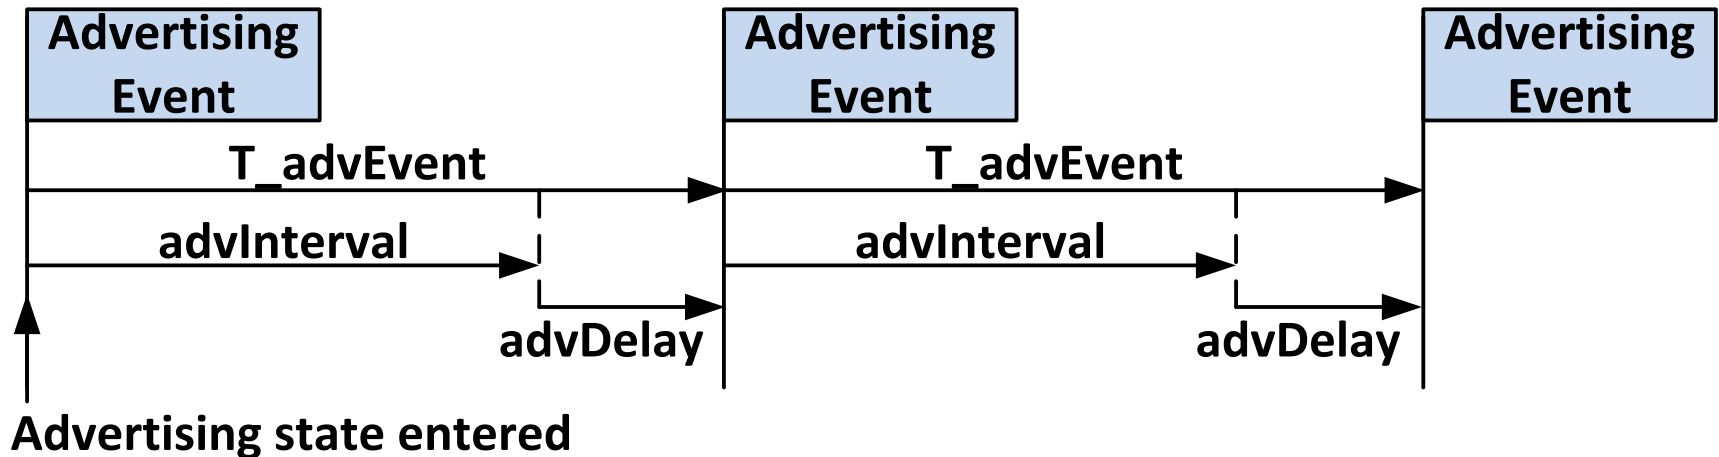 Advertising
Event
Advertising
Event
Advertising
Event
T_advEvent
T_advEvent
advInterval
advInterval
advDelay
advDelay
Advertising state entered